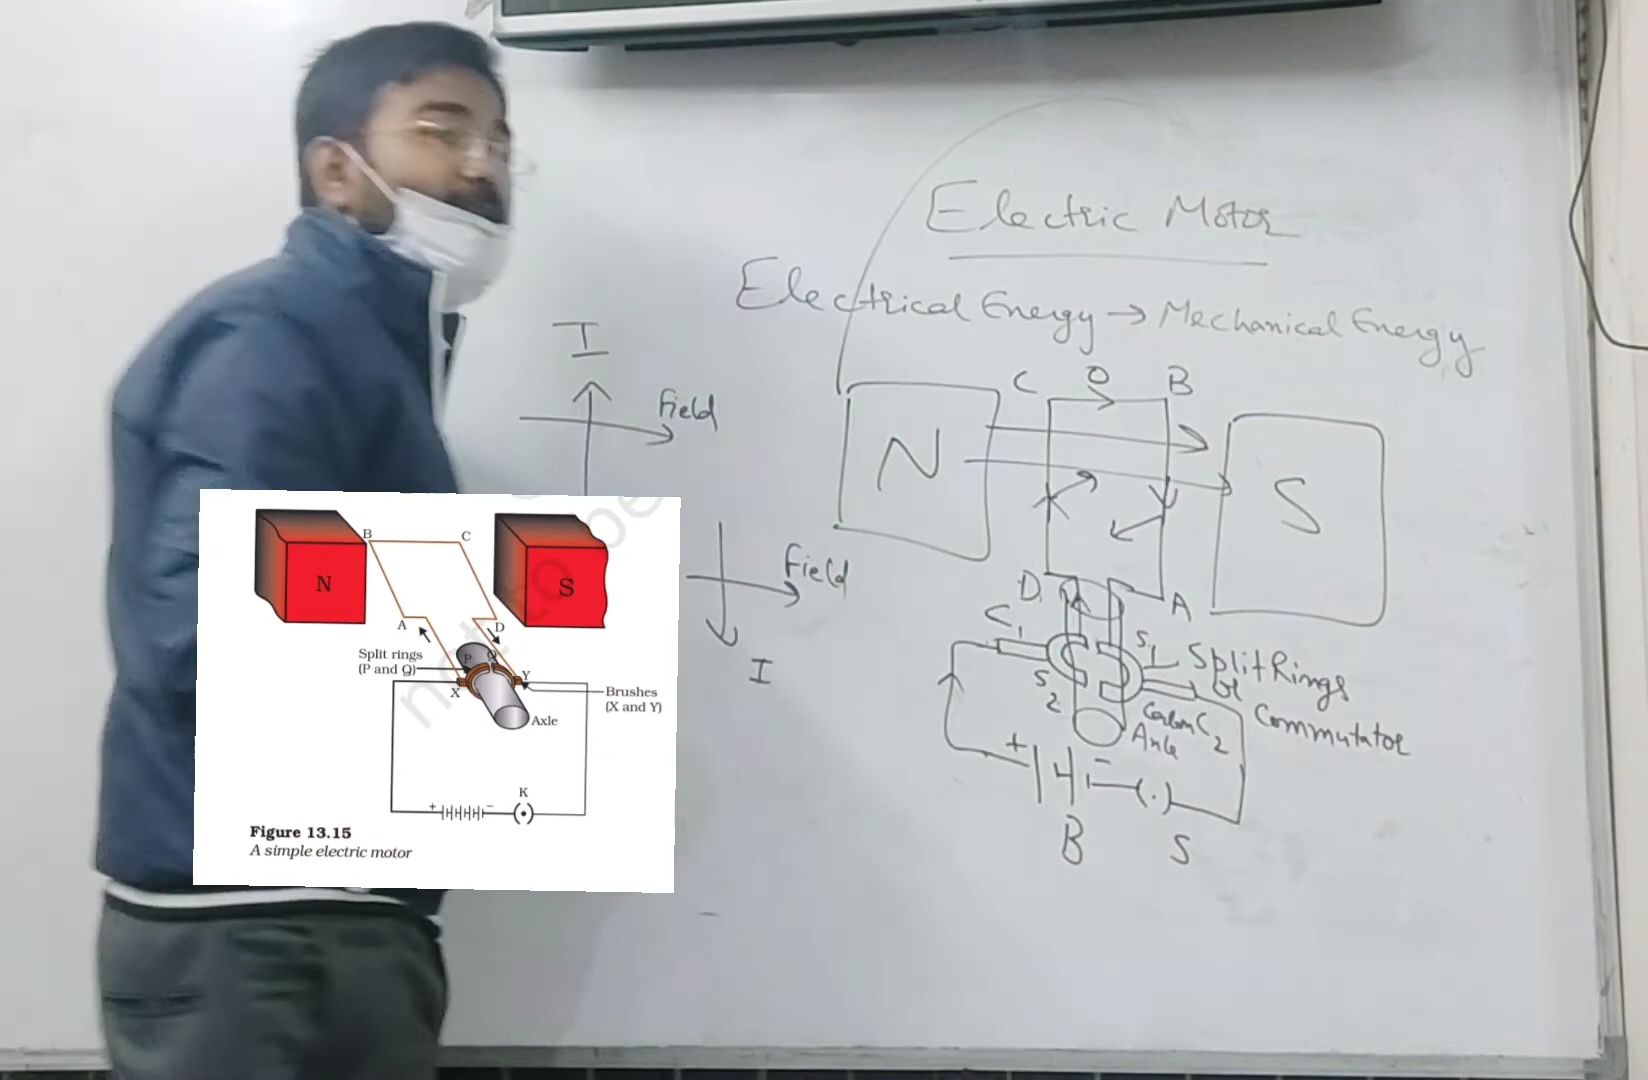 Electric Motor
Electrical Energy → Mechanical Energy
I
Field
C O B
N
S
Field
D
A
I
C1
S1
S2
Split Rings
or
Commutator
Carbon C2
Axle
+ -
B S
N
S
B
C
A
D
Split rings
(P and Q)
P
Q
X
Y
Brushes
(X and Y)
Axle
K
+ -
Figure 13.15
A simple electric motor